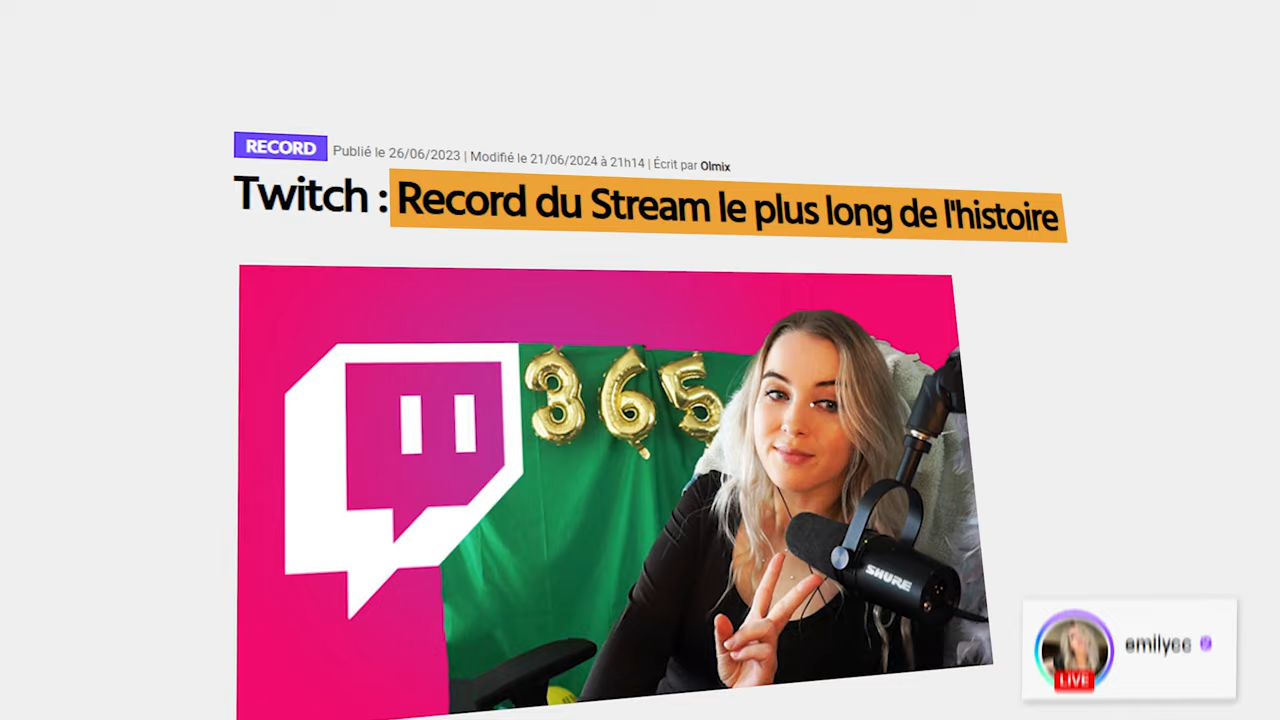 RECORD Publié le 26/06/2023 | Modifié le 21/06/2024 à 21h14 | Écrit par Olmix
Twitch : Record du Stream le plus long de l'histoire
365
SHURE
emilycc
LIVE